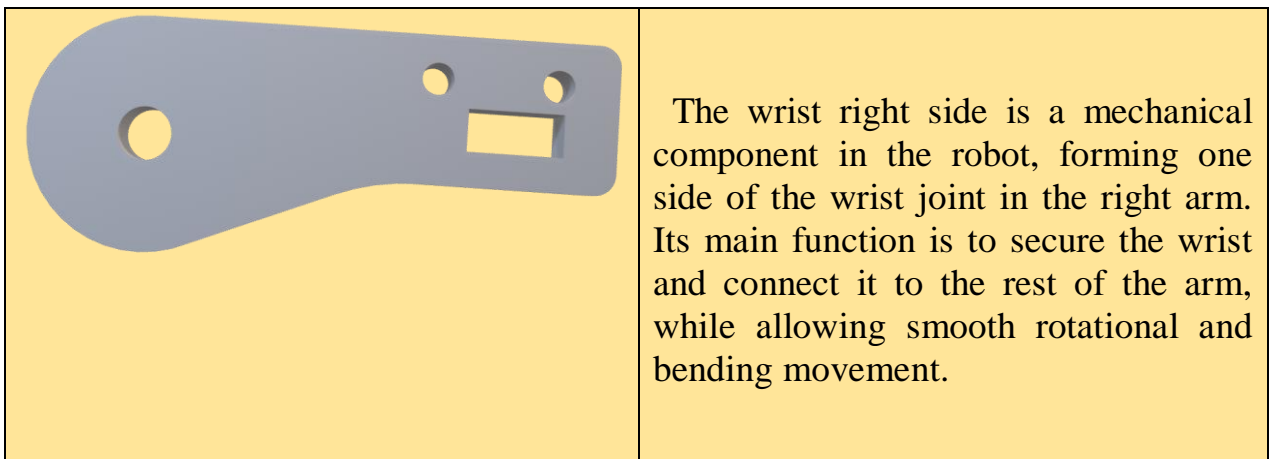 The wrist right side is a mechanical
component in the robot, forming one
side of the wrist joint in the right arm.
Its main function is to secure the wrist
and connect it to the rest of the arm,
while allowing smooth rotational and
bending movement.